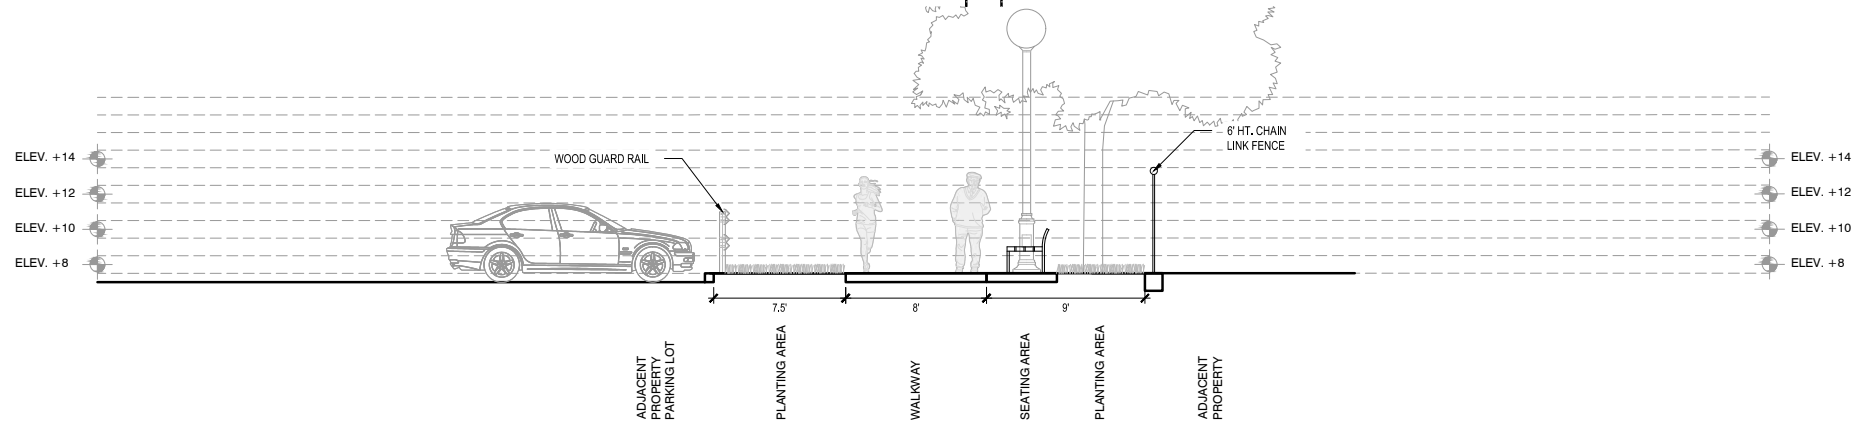 6' HT. CHAIN
LINK FENCE
WOOD GUARD RAIL
ELEV. +14
ELEV. +14
ELEV. +12
ELEV. +12
ELEV. +10
ELEV. +10
ELEV. +8
ELEV. +8
7.5'
8'
9'
ADJACENT
PROPERTY
PARKING LOT
PLANTING AREA
WALKWAY
SEATING AREA
PLANTING AREA
ADJACENT
PROPERTY